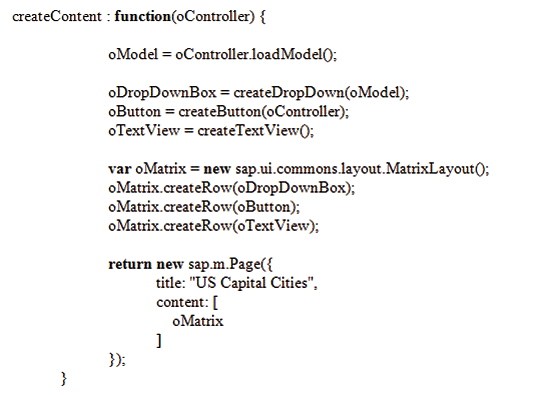 createContent : function(oController) {
oModel = oController.loadModel();
oDropDownBox = createDropDown(oModel);
oButton = createButton(oController);
oTextView = createTextView();
var oMatrix = new sap.ui.commons.layout.MatrixLayout();
oMatrix.createRow(oDropDownBox);
oMatrix.createRow(oButton);
oMatrix.createRow(oTextView);
return new sap.m.Page({
title: "US Capital Cities",
content: [
oMatrix
]
});
}